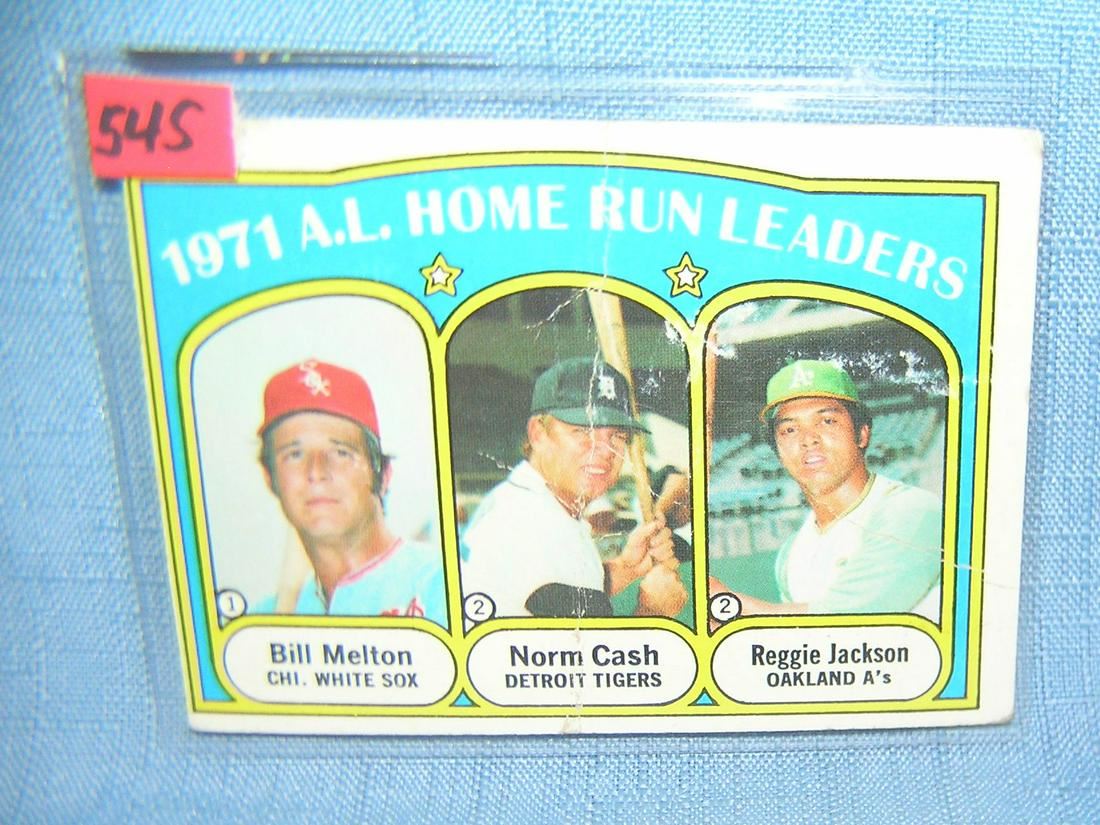 545
1971 A.L. HOME RUN LEADERS
SOX
A's
1
2
2
Bill Melton
CHI. WHITE SOX
Norm Cash
DETROIT TIGERS
Reggie Jackson
OAKLAND A's